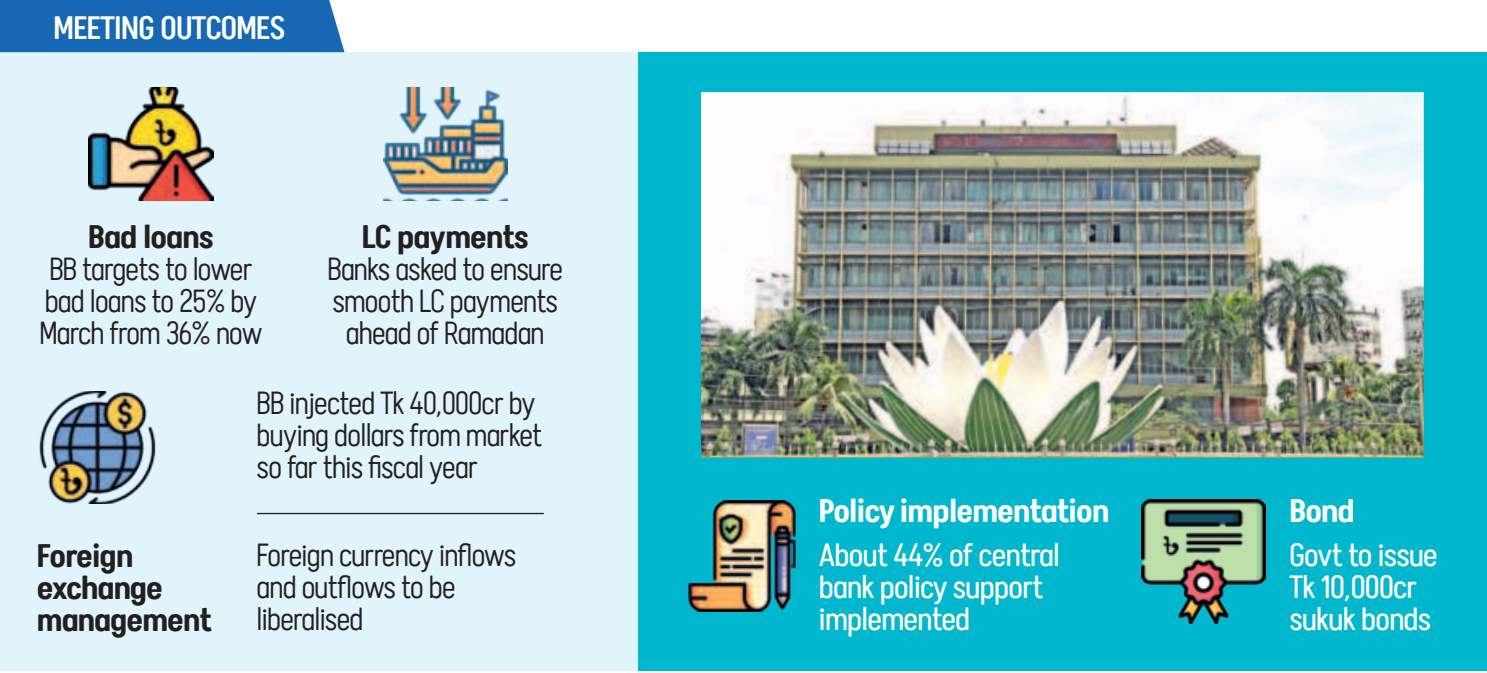 MEETING OUTCOMES
Bad loans
BB targets to lower
bad loans to 25% by
March from 36% now
LC payments
Banks asked to ensure
smooth LC payments
ahead of Ramadan
Foreign
exchange
management
BB injected Tk 40,000cr by
buying dollars from market
so far this fiscal year
Foreign currency inflows
and outflows to be
liberalised
$
৳
৳
Policy implementation
About 44% of central
bank policy support
implemented
৳
Bond
Govt to issue
Tk 10,000cr
sukuk bonds